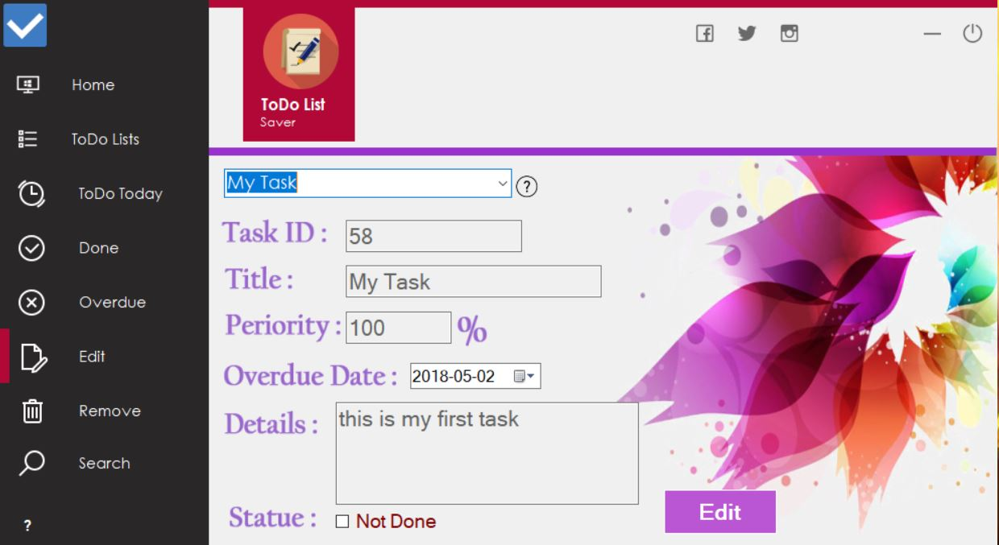 Home
ToDo Lists
ToDo Today
Done
Overdue
Edit
Remove
Search
?
ToDo List
Saver
My Task
?
Task ID : 58
Title : My Task
Periority : 100 %
Overdue Date : 2018-05-02
Details : this is my first task
Statue : Not Done
Edit